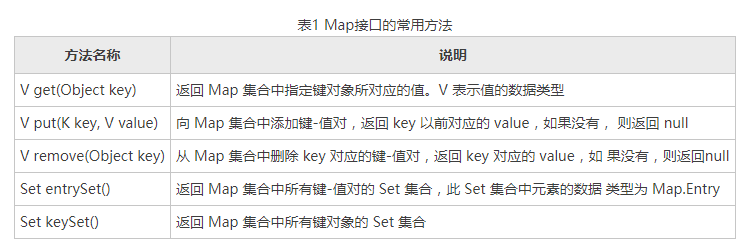 表1 Map接口的常用方法
方法名称 说明
V get(Object key) 返回 Map 集合中指定键对象所对应的值。V 表示值的数据类型
V put(K key, V value) 向 Map 集合中添加键-值对，返回 key 以前对应的 value，如果没有， 则返回 null
V remove(Object key) 从 Map 集合中删除 key 对应的键-值对，返回 key 对应的 value，如 果没有，则返回null
Set entrySet() 返回 Map 集合中所有键-值对的 Set 集合，此 Set 集合中元素的数据 类型为 Map.Entry
Set keySet() 返回 Map 集合中所有键对象的 Set 集合